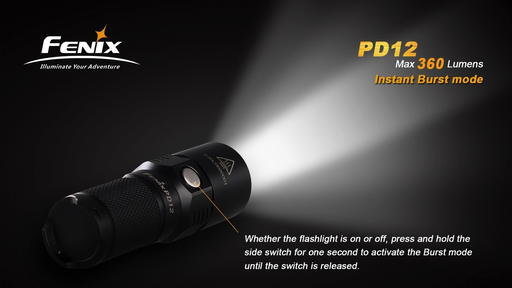 FENIX
Illuminate Your Adventure
PD12
Max 360 Lumens
Instant Burst mode
PD12
Whether the flashlight is on or off, press and hold the
side switch for one second to activate the Burst mode
until the switch is released.